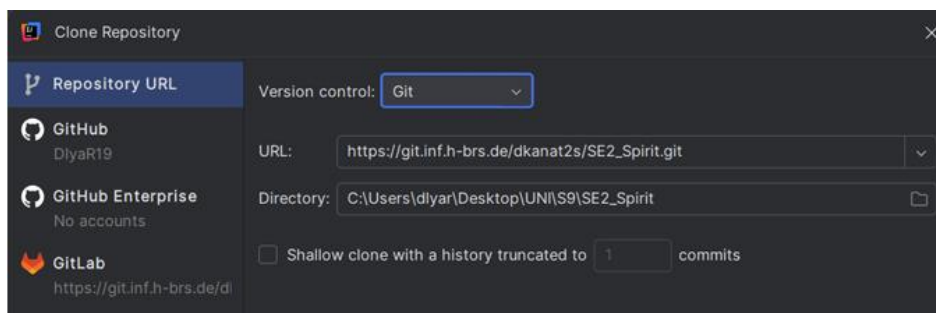 Clone Repository
Repository URL
GitHub
DlyaR19
GitHub Enterprise
No accounts
GitLab
https://git.inf.h-brs.de/dl
Version control: Git
URL: https://git.inf.h-brs.de/dkanat2s/SE2_Spirit.git
Directory: C:\Users\dlyar\Desktop\UNI\S9\SE2_Spirit
Shallow clone with a history truncated to 1 commits